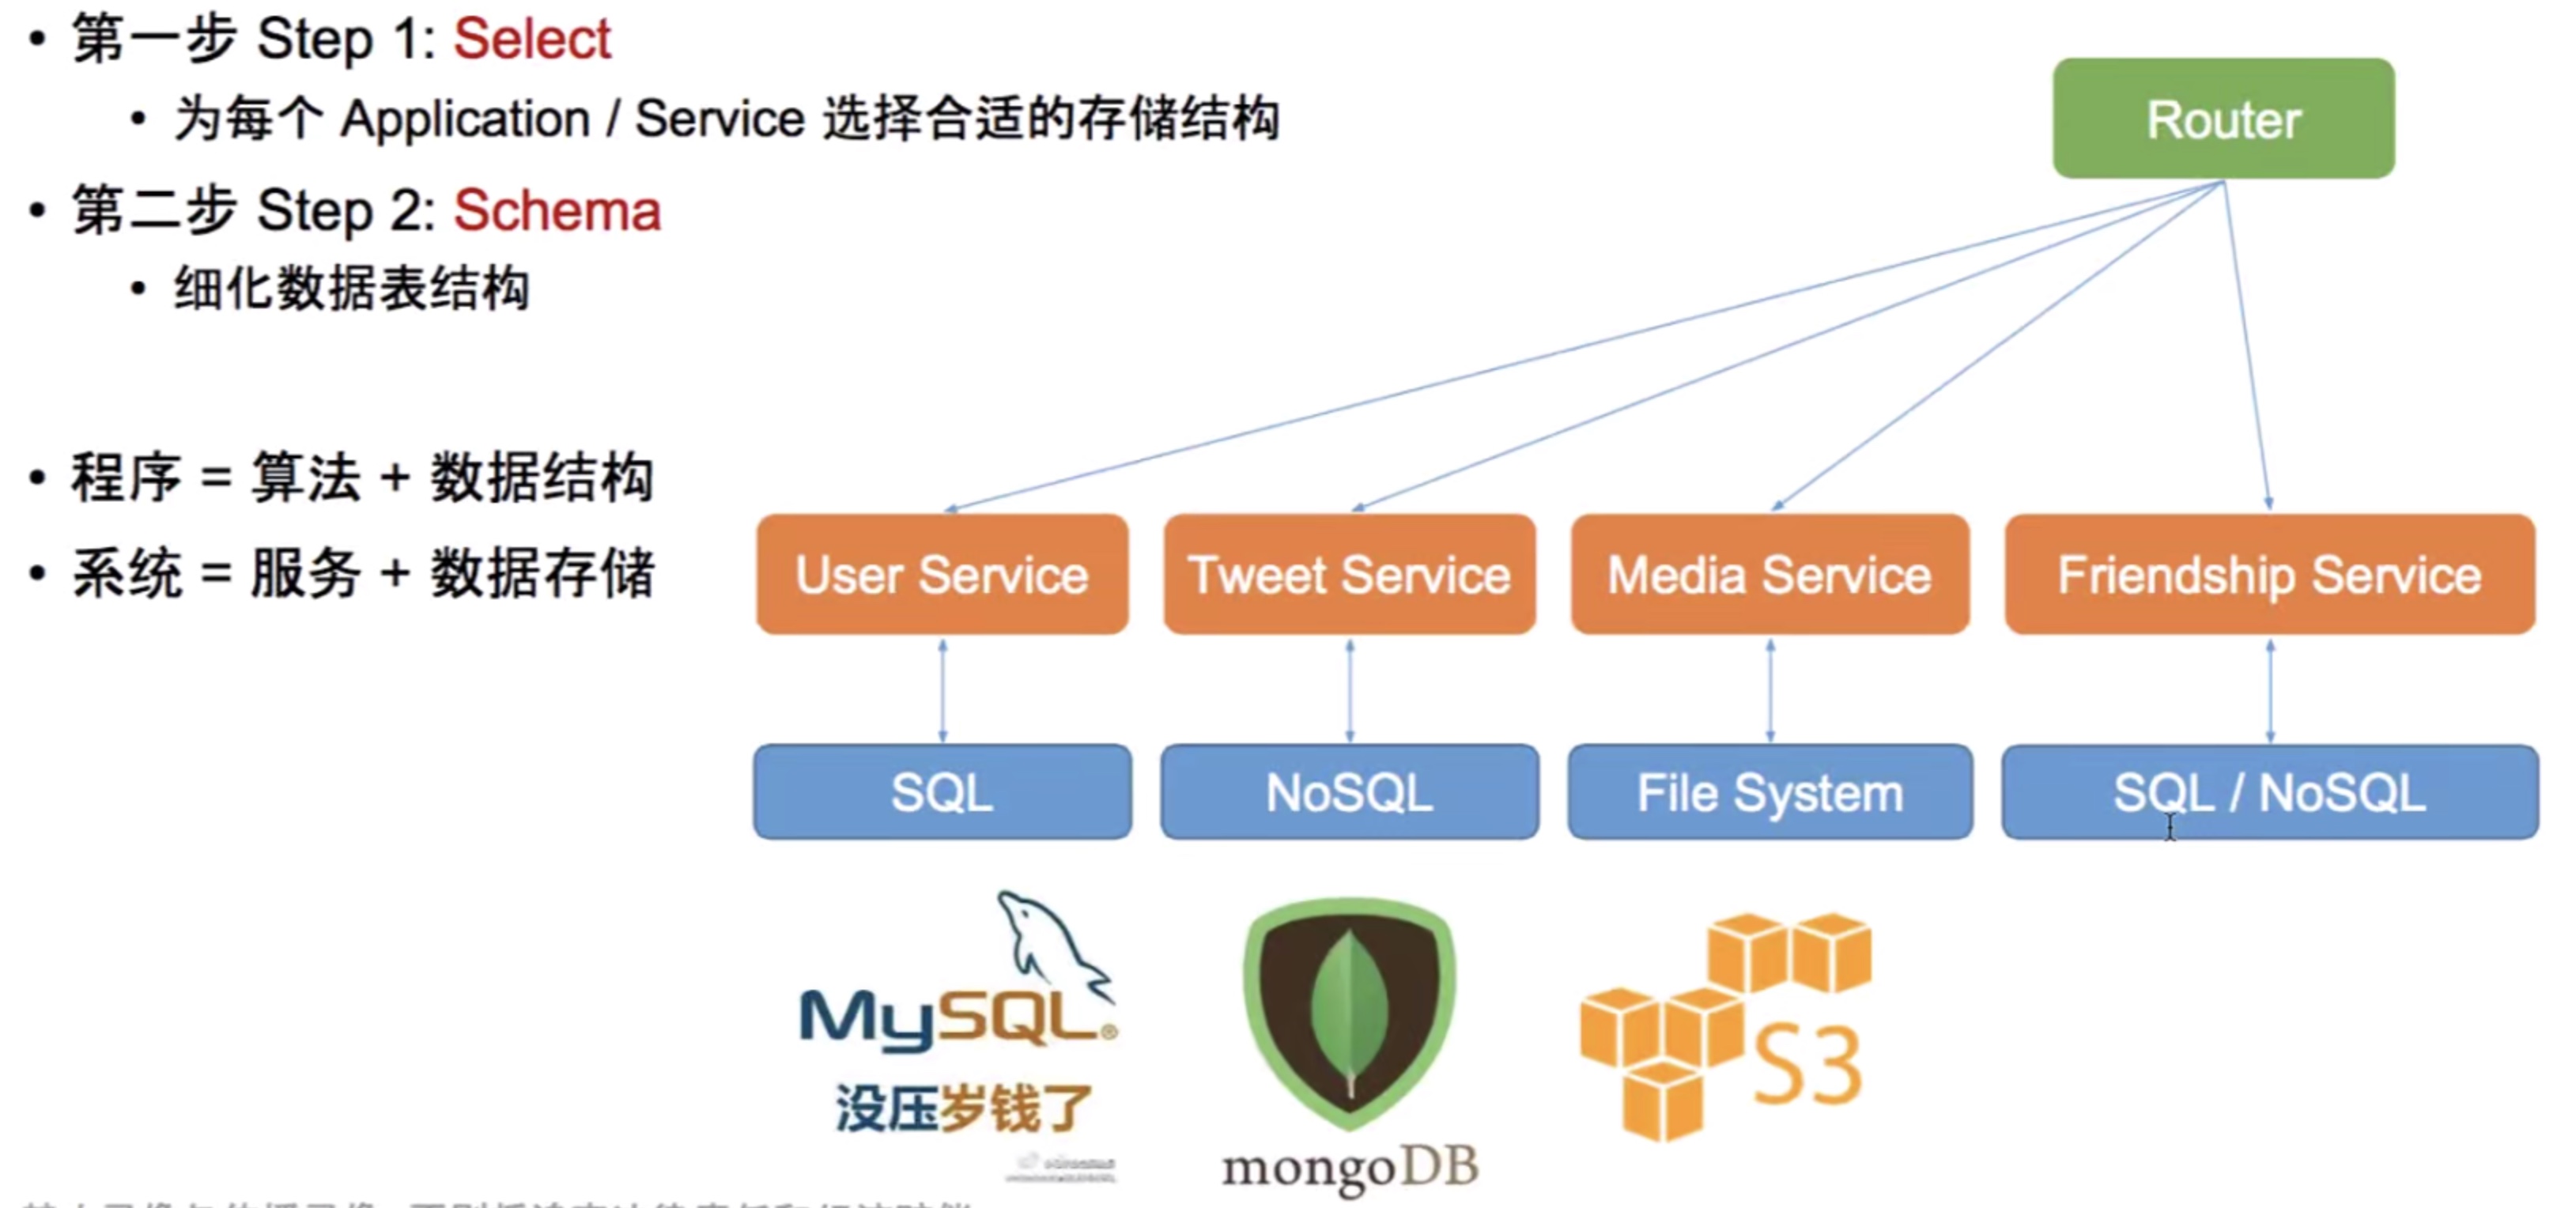 • 第一步 Step 1: Select
• 为每个 Application / Service 选择合适的存储结构
• 第二步 Step 2: Schema
• 细化数据表结构
• 程序 = 算法 + 数据结构
• 系统 = 服务 + 数据存储
Router
User Service
Tweet Service
Media Service
Friendship Service
SQL
NoSQL
File System
SQL / NoSQL
MySQL®
没压岁钱了
mongoDB
S3